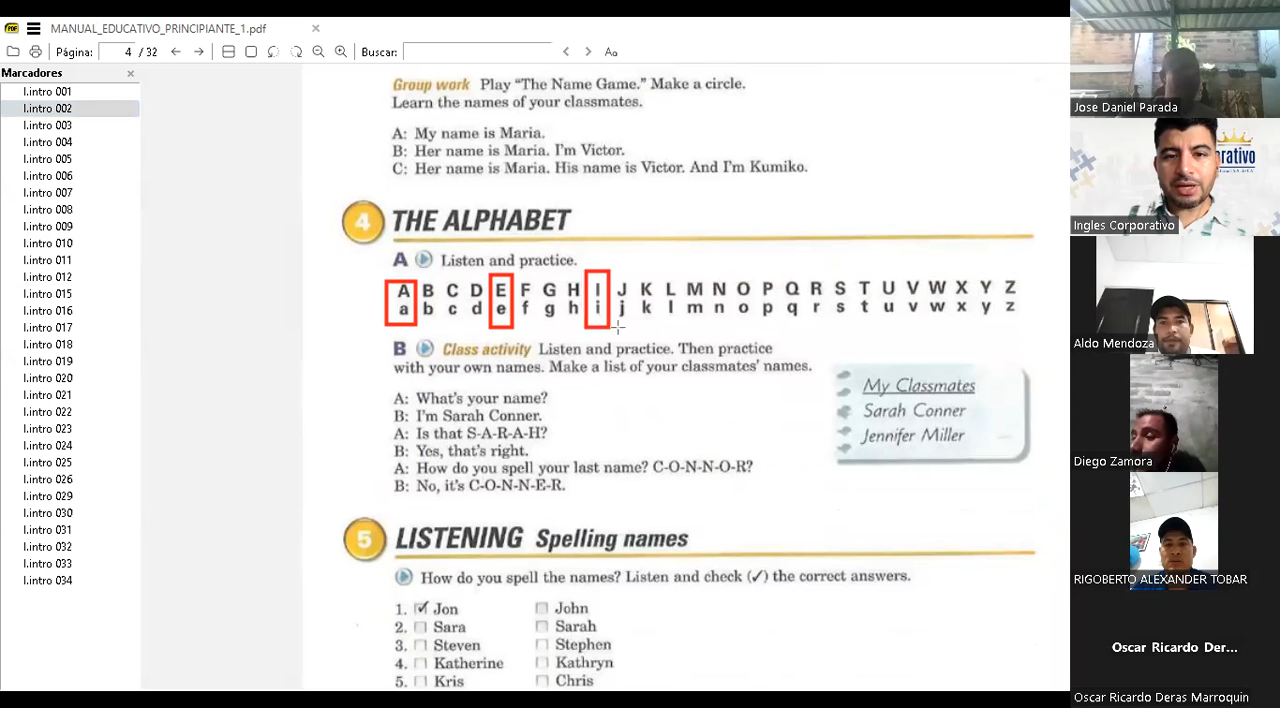 MANUAL_EDUCATIVO_PRINCIPIANTE_1.pdf
Página: 4 / 32
Buscar:
Aa
Marcadores
I.intro 001
I.intro 002
I.intro 003
I.intro 004
I.intro 005
I.intro 006
I.intro 007
I.intro 008
I.intro 009
I.intro 010
I.intro 011
I.intro 012
I.intro 015
I.intro 016
I.intro 017
I.intro 018
I.intro 019
I.intro 020
I.intro 021
I.intro 022
I.intro 023
I.intro 024
I.intro 025
I.intro 026
I.intro 029
I.intro 030
I.intro 031
I.intro 032
I.intro 033
I.intro 034
Group work Play “The Name Game.” Make a circle.
Learn the names of your classmates.
A: My name is Maria.
B: Her name is Maria. I'm Victor.
C: Her name is Maria. His name is Victor. And I'm Kumiko.
4 THE ALPHABET
A Listen and practice.
A B C D E F G H I J K L M N O P Q R S T U V W X Y Z
a b c d e f g h i j k l m n o p q r s t u v w x y z
B Class activity Listen and practice. Then practice
with your own names. Make a list of your classmates' names.
A: What's your name?
B: I'm Sarah Conner.
A: Is that S-A-R-A-H?
B: Yes, that's right.
A: How do you spell your last name? C-O-N-N-O-R?
B: No, it's C-O-N-N-E-R.
My Classmates
Sarah Conner
Jennifer Miller
5 LISTENING Spelling names
How do you spell the names? Listen and check (✓) the correct answers.
1. ✓ Jon John
2. Sara Sarah
3. Steven Stephen
4. Katherine Kathryn
5. Kris Chris
Jose Daniel Parada
Ingles Corporativo
Aldo Mendoza
Diego Zamora
RIGOBERTO ALEXANDER TOBAR
Oscar Ricardo Der...
Oscar Ricardo Deras Marroquin